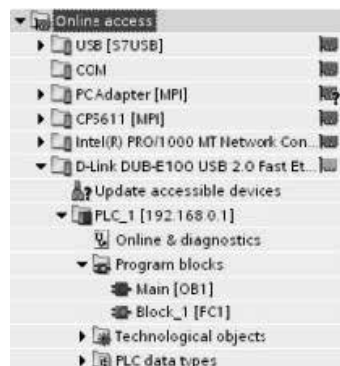 Online access
USB [S7USB]
COM
PC Adapter [MPI]
CP5611 [MPI]
Intel(R) PRO/1000 MT Network Con...
D-Link DUB-E100 USB 2.0 Fast Et...
Update accessible devices
PLC_1 [192.168.0.1]
Online & diagnostics
Program blocks
Main [OB1]
Block_1 [FC1]
Technological objects
PLC data types